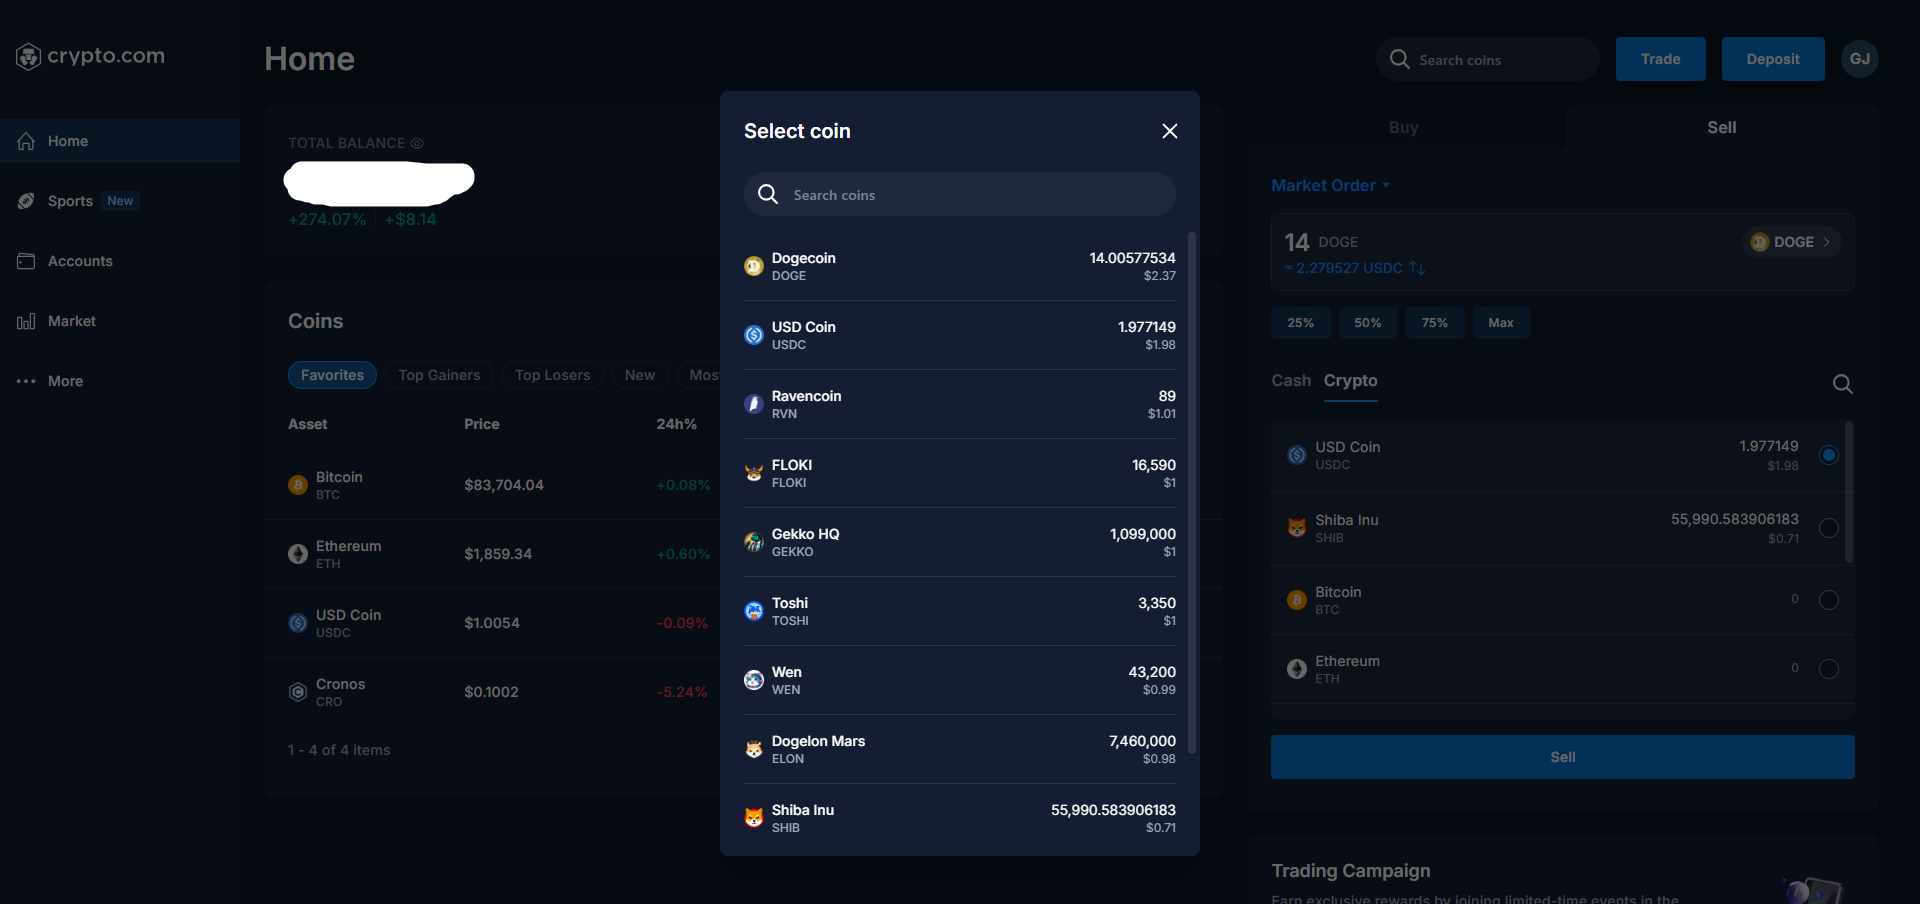 crypto.com
Home
Sports New
Accounts
Market
More
Home
Search coins
Trade
Deposit
GJ
TOTAL BALANCE
+274.07% +$8.14
Coins
Favorites Top Gainers Top Losers New
Asset Price 24h%
Bitcoin
BTC
$83,704.04 +0.08%
Ethereum
ETH
$1,859.34 +0.60%
USD Coin
USDC
$1.0054 -0.09%
Cronos
CRO
$0.1002 -5.24%
1 - 4 of 4 items
Select coin
Search coins
Dogecoin 14.00577534
DOGE $2.37
USD Coin 1.977149
USDC $1.98
Ravencoin 89
RVN $1.01
FLOKI 16,590
FLOKI $1
Gekko HQ 1,099,000
GEKKO $1
Toshi 3,350
TOSHI $1
Wen 43,200
WEN $0.99
Dogelon Mars 7,460,000
ELON $0.98
Shiba Inu 55,990.583906183
SHIB $0.71
Buy Sell
Market Order
14 DOGE
DOGE
≈ 2.279527 USDC
25% 50% 75% Max
Cash Crypto
USD Coin 1.977149
USDC $1.98
Shiba Inu 55,990.583906183
SHIB $0.71
Bitcoin 0
BTC
Ethereum 0
ETH
Sell
Trading Campaign
Earn exclusive rewards by joining limited-time events in the